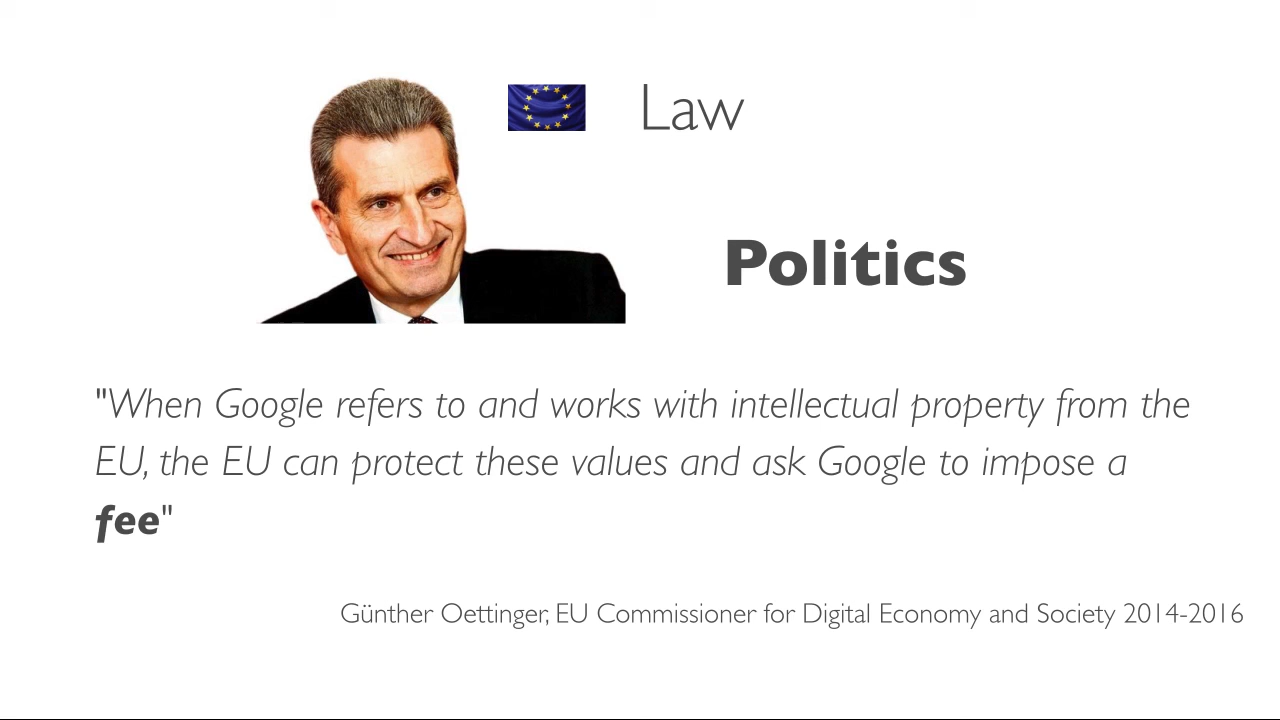 Law
Politics
"When Google refers to and works with intellectual property from the
EU, the EU can protect these values and ask Google to impose a
fee"
Günther Oettinger, EU Commissioner for Digital Economy and Society 2014-2016